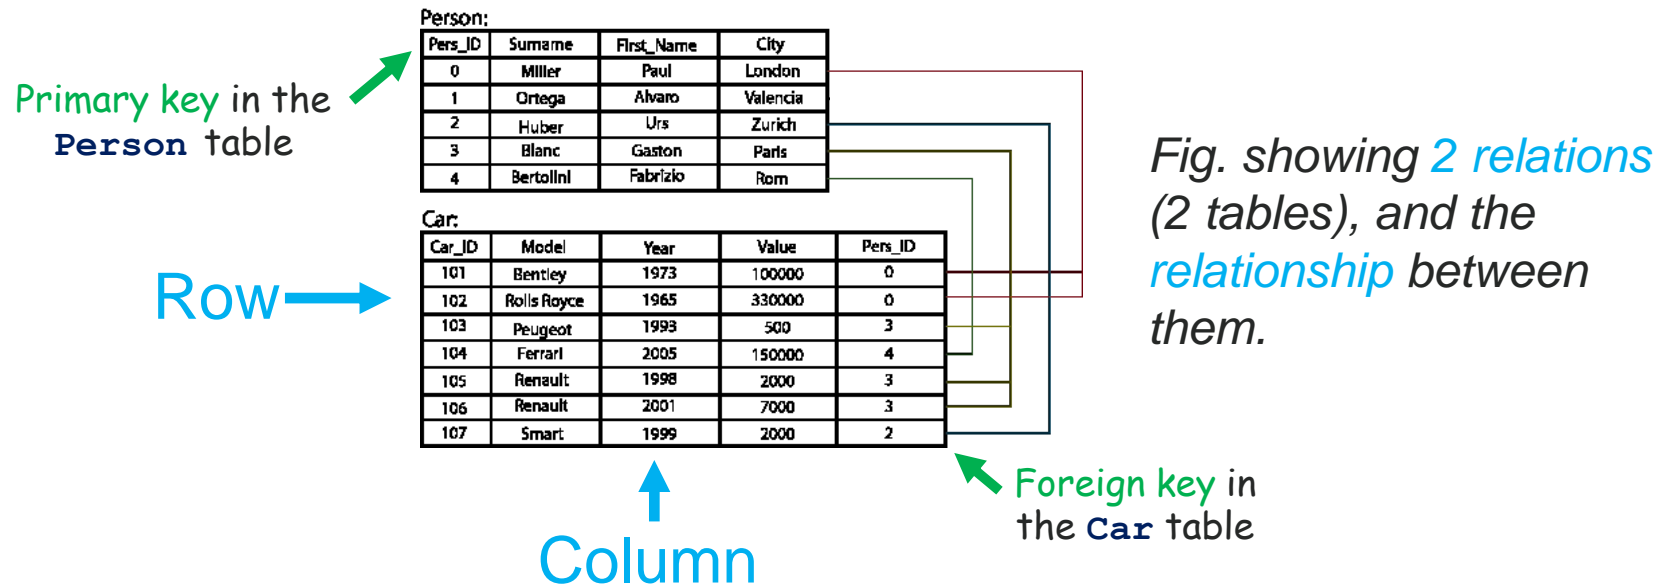 Person:
Pers_ID Surname First_Name City
0 Miller Paul London
1 Ortega Alvaro Valencia
2 Huber Urs Zurich
3 Blanc Gaston Paris
4 Bertolini Fabrizio Rom
Primary key in the
Person table
Car:
Car_ID Model Year Value Pers_ID
101 Bentley 1973 100000 0
102 Rolls Royce 1965 330000 0
103 Peugeot 1993 500 3
104 Ferrari 2005 150000 4
105 Renault 1998 2000 3
106 Renault 2001 7000 3
107 Smart 1999 2000 2
Row
Column
Foreign key in
the Car table
Fig. showing 2 relations
(2 tables), and the
relationship between
them.